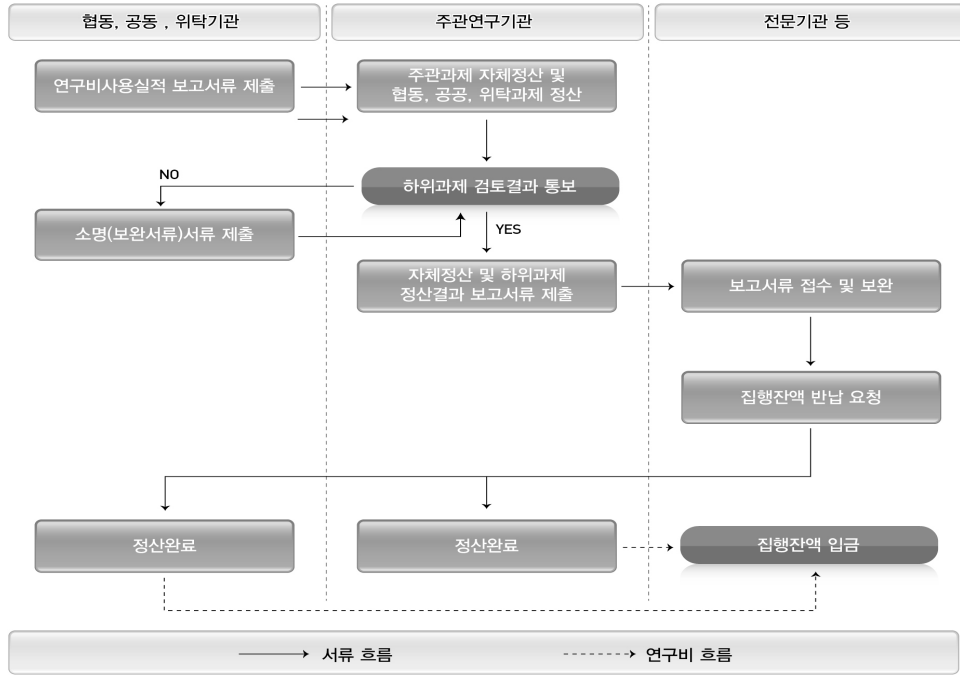 협동, 공동 , 위탁기관
주관연구기관
전문기관 등
연구비사용실적 보고서류 제출
주관과제 자체정산 및
협동, 공공, 위탁과제 정산
NO
하위과제 검토결과 통보
소명(보완서류)서류 제출
YES
자체정산 및 하위과제
정산결과 보고서류 제출
보고서류 접수 및 보완
집행잔액 반납 요청
정산완료
정산완료
집행잔액 입금
서류 흐름
연구비 흐름